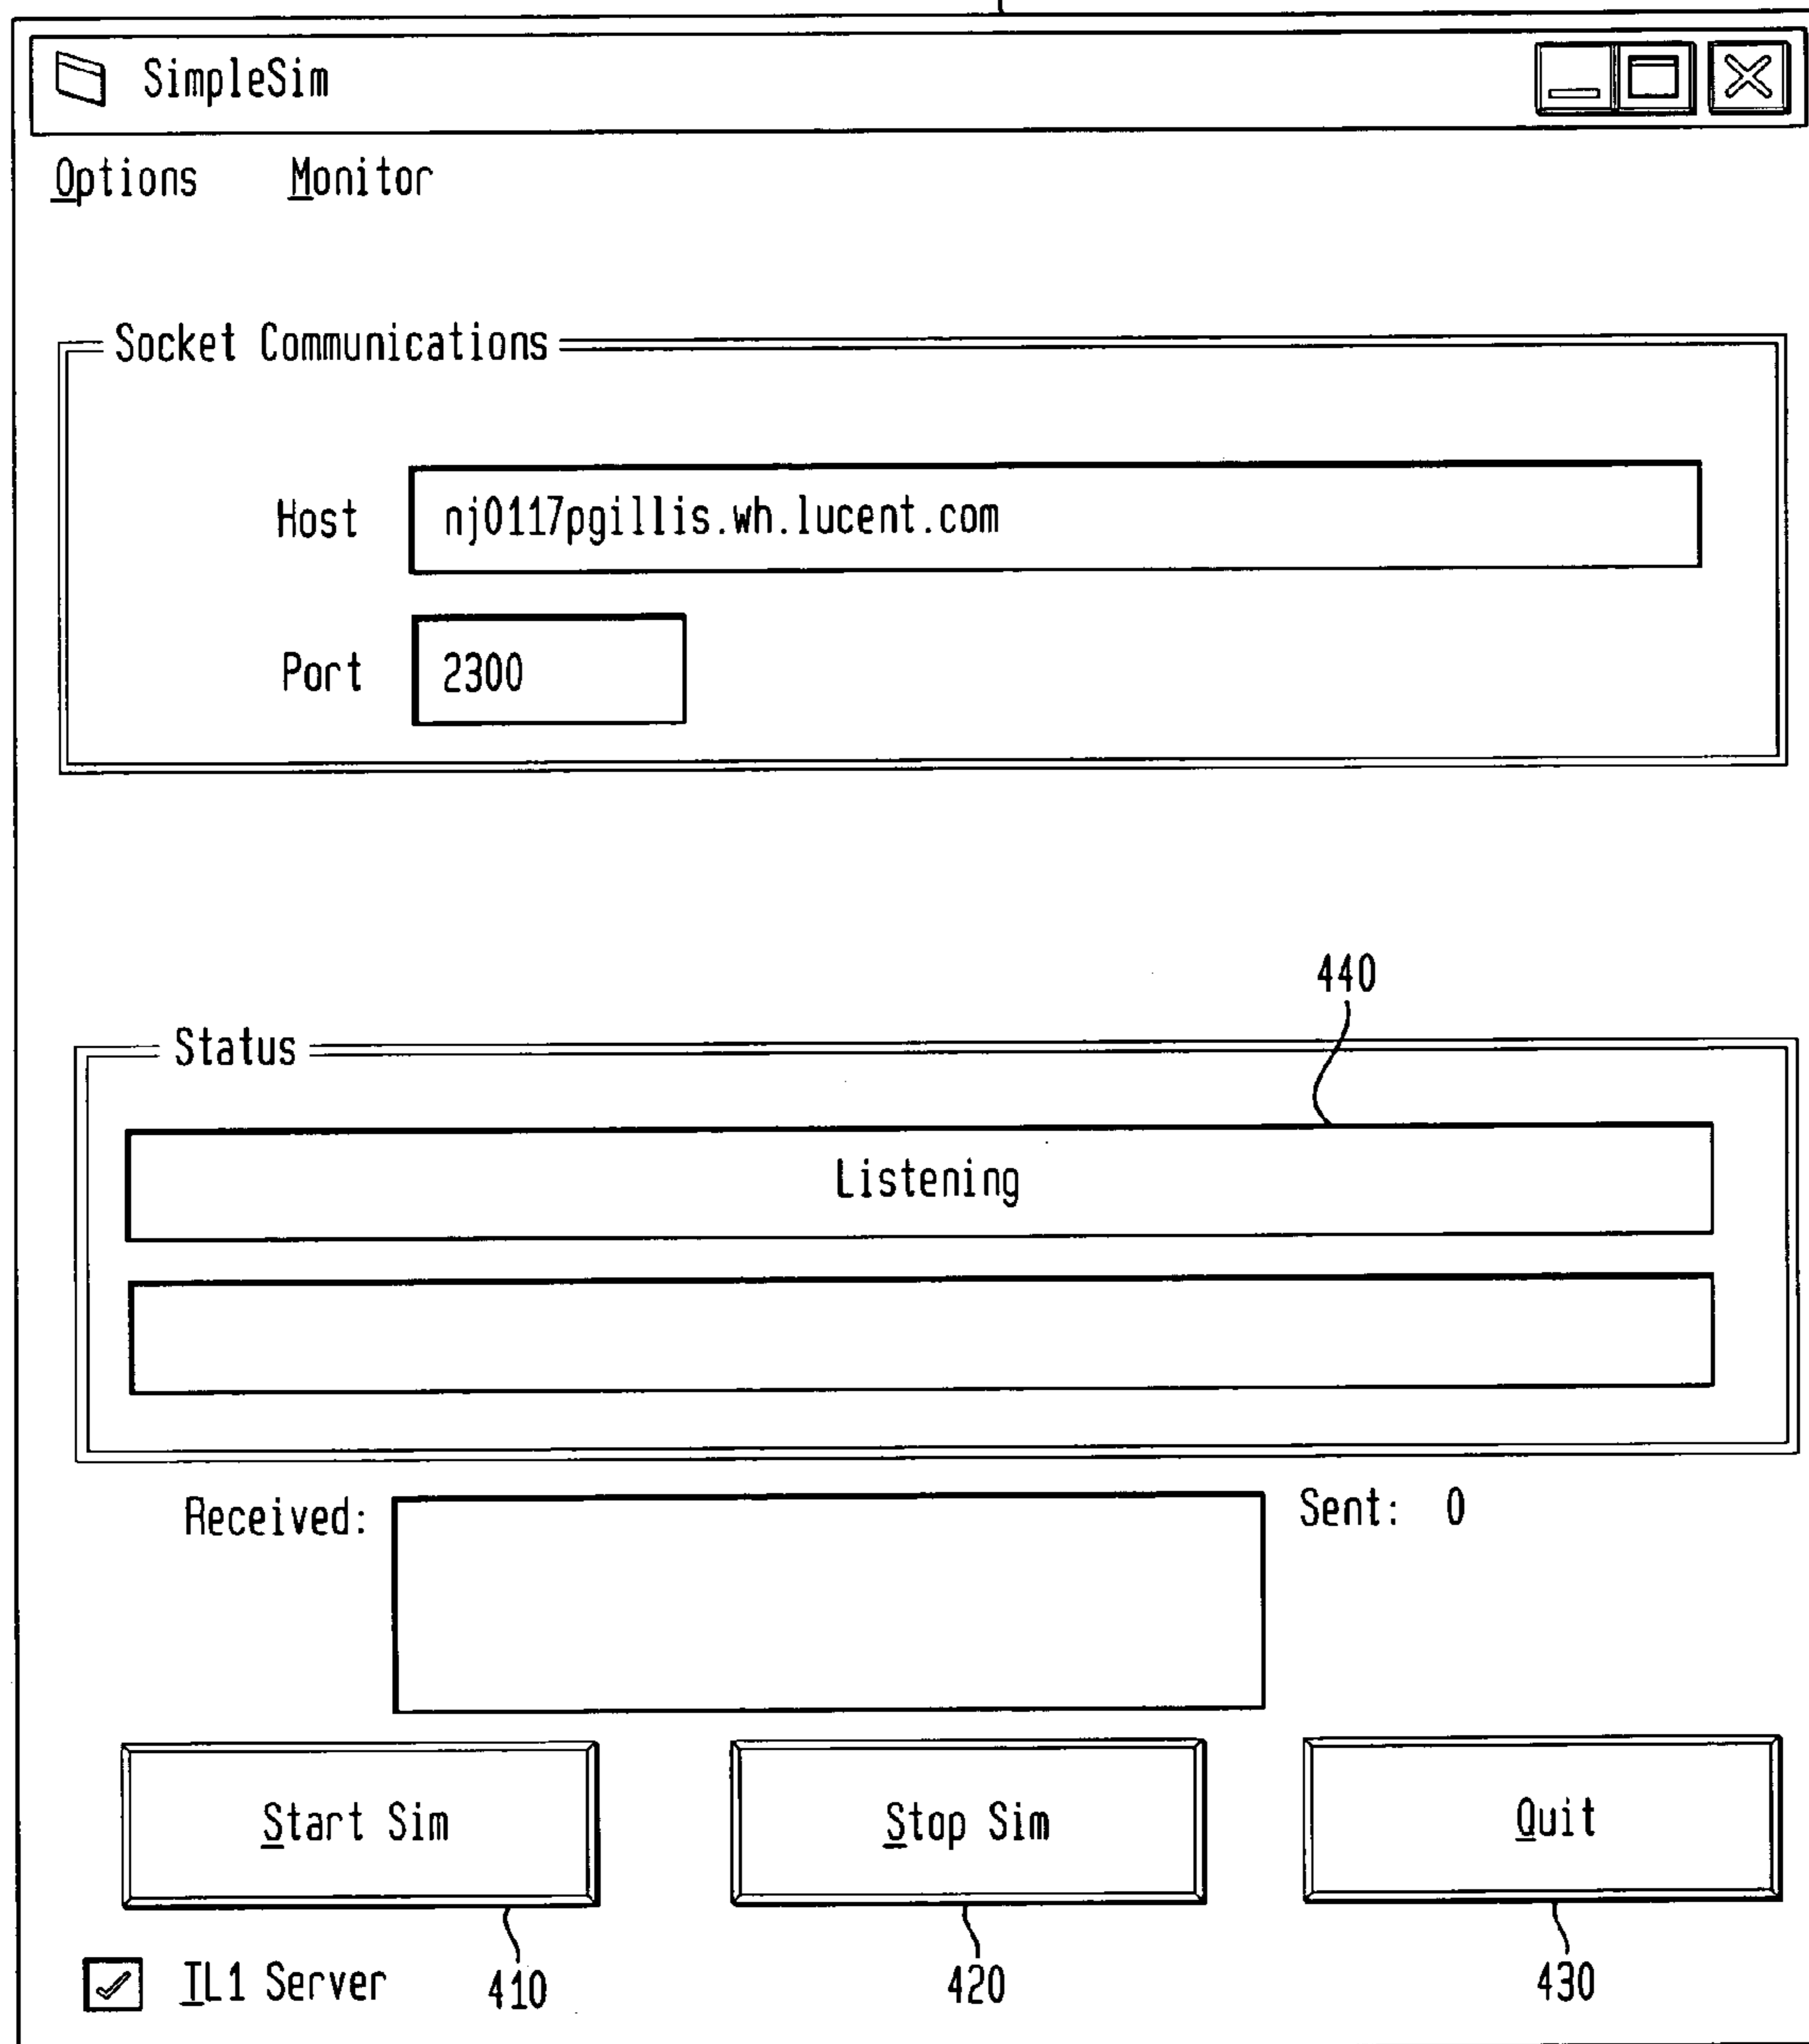 SimpleSim
Options Monitor
Socket Communications
Host nj0117pgillis.wh.lucent.com
Port 2300
440
Status
Listening
Received: Sent: 0
Start Sim Stop Sim Quit
TL1 Server 410 420 430